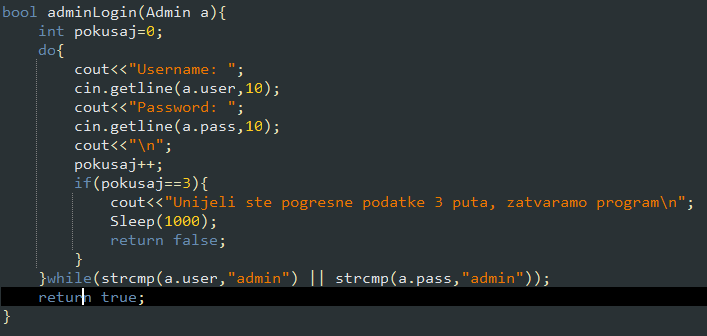 bool adminLogin(Admin a){
    int pokusaj=0;
    do{
        cout<<"Username: ";
        cin.getline(a.user,10);
        cout<<"Password: ";
        cin.getline(a.pass,10);
        cout<<"\n";
        pokusaj++;
        if(pokusaj==3){
            cout<<"Unijeli ste pogresne podatke 3 puta, zatvaramo program\n";
            Sleep(1000);
            return false;
        }
    }while(strcmp(a.user,"admin") || strcmp(a.pass,"admin"));
    return true;
}